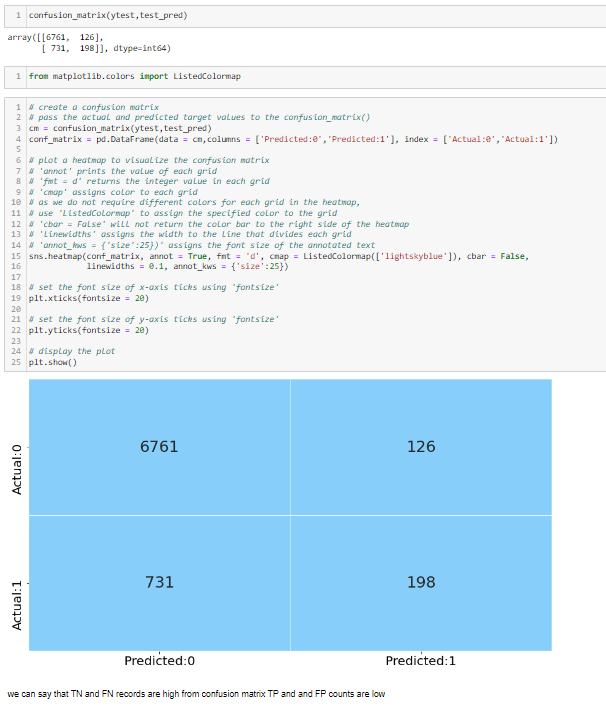 1 confusion_matrix(ytest,test_pred)
array([[6761, 126],
[ 731, 198]], dtype=int64)
1 from matplotlib.colors import ListedColormap
1 # create a confusion matrix
2 # pass the actual and predicted target values to the confusion_matrix()
3 cm = confusion_matrix(ytest,test_pred)
4 conf_matrix = pd.DataFrame(data = cm,columns = ['Predicted:0','Predicted:1'], index = ['Actual:0','Actual:1'])
5
6 # plot a heatmap to visualize the confusion matrix
7 # 'annot' prints the value of each grid
8 # 'fmt = d' returns the integer value in each grid
9 # 'cmap' assigns color to each grid
10 # as we do not require different colors for each grid in the heatmap,
11 # use 'ListedColormap' to assign the specified color to the grid
12 # 'cbar = False' will not return the color bar to the right side of the heatmap
13 # 'linewidths' assigns the width to the line that divides each grid
14 # 'annot_kws = {'size':25})' assigns the font size of the annotated text
15 sns.heatmap(conf_matrix, annot = True, fmt = 'd', cmap = ListedColormap(['lightskyblue']), cbar = False,
16 linewidths = 0.1, annot_kws = {'size':25})
17
18 # set the font size of x-axis ticks using 'fontsize'
19 plt.xticks(fontsize = 20)
20
21 # set the font size of y-axis ticks using 'fontsize'
22 plt.yticks(fontsize = 20)
23
24 # display the plot
25 plt.show()
Actual:0
6761 126
Actual:1
731 198
Predicted:0 Predicted:1
we can say that TN and FN records are high from confusion matrix TP and and FP counts are low